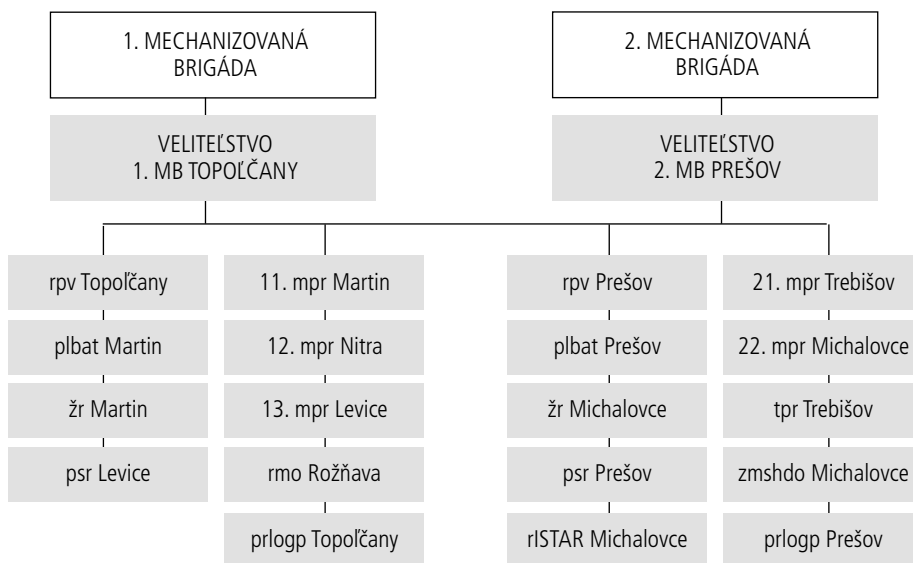 1. MECHANIZOVANÁ
BRIGÁDA
VELITEĽSTVO
1. MB TOPOĽČANY
rpv Topoľčany
plbat Martin
žr Martin
psr Levice
11. mpr Martin
12. mpr Nitra
13. mpr Levice
rmo Rožňava
prlogp Topoľčany
2. MECHANIZOVANÁ
BRIGÁDA
VELITEĽSTVO
2. MB PREŠOV
rpv Prešov
plbat Prešov
žr Michalovce
psr Prešov
rISTAR Michalovce
21. mpr Trebišov
22. mpr Michalovce
tpr Trebišov
zmshdo Michalovce
prlogp Prešov